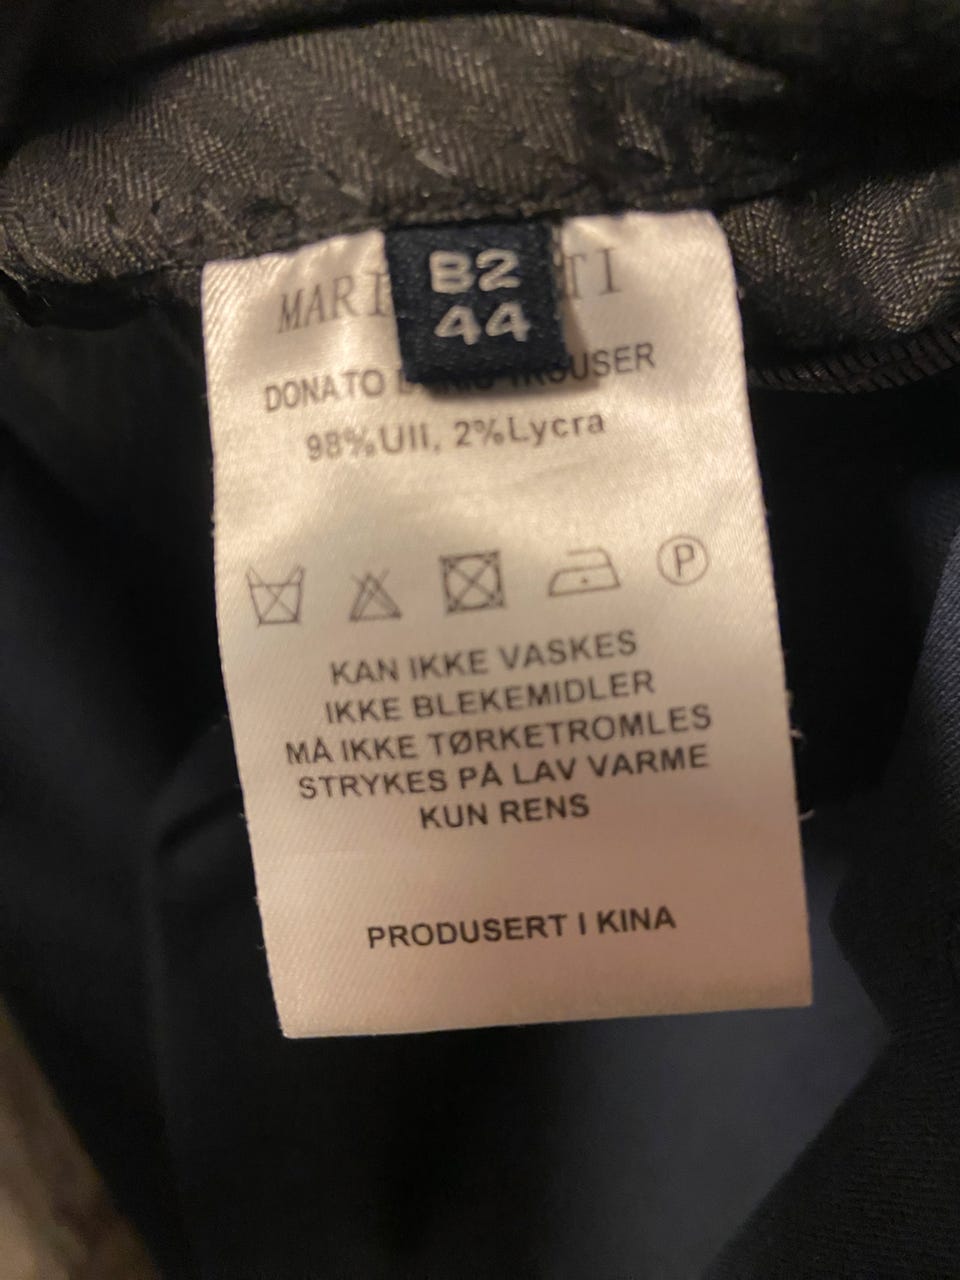 B2
44
DONATO TROUSER
98% Ull, 2% Lycra
P
KAN IKKE VASKES
IKKE BLEKEMIDLER
MÅ IKKE TØRKETROMLES
STRYKES PÅ LAV VARME
KUN RENS
PRODUSERT I KINA